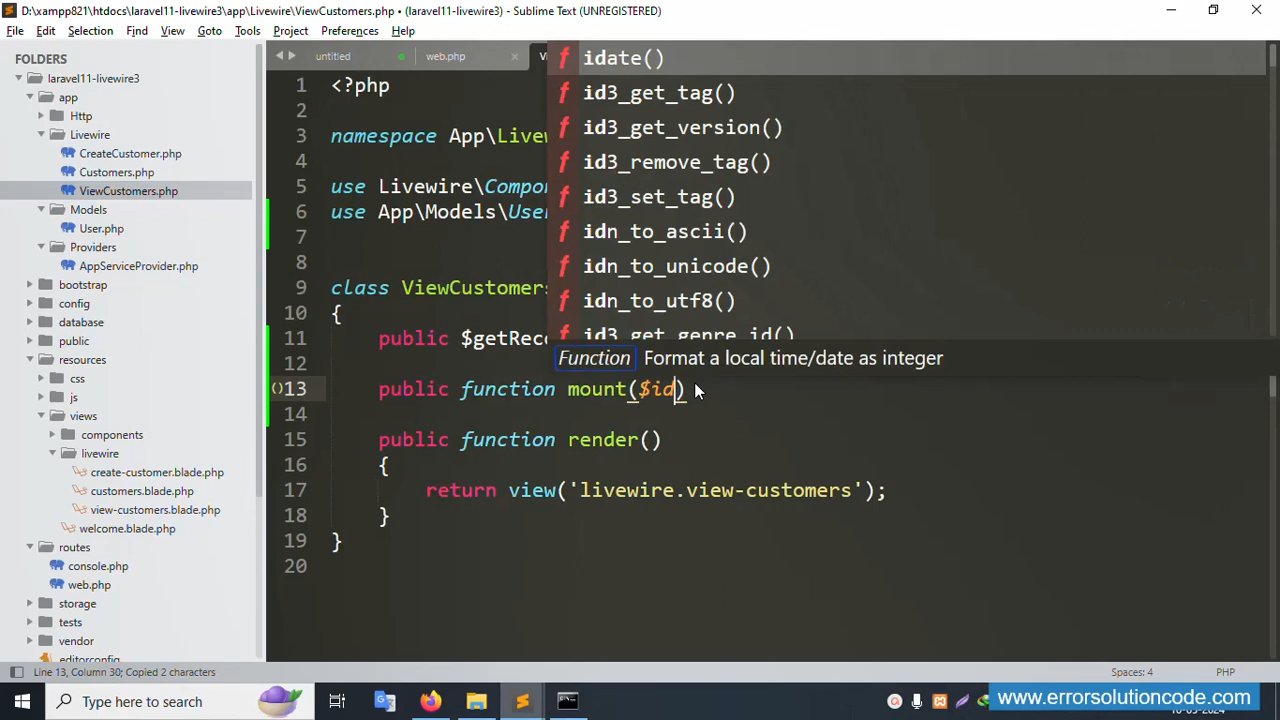 D:\xampp821\htdocs\laravel11-livewire3\app\Livewire\ViewCustomers.php • (laravel11-livewire3) - Sublime Text (UNREGISTERED)
File Edit Selection Find View Goto Tools Project Preferences Help
FOLDERS
laravel11-livewire3
app
Http
Livewire
CreateCustomer.php
Customers.php
ViewCustomers.php
Models
User.php
Providers
AppServiceProvider.php
bootstrap
config
database
public
resources
css
js
views
components
livewire
create-customer.blade.php
customers.blade.php
view-customers.blade.php
welcome.blade.php
routes
console.php
web.php
storage
tests
vendor
.editorconfig
untitled web.php
1 <?php
2
3 namespace App\Livew
4
5 use Livewire\Compo
6 use App\Models\Use
7
8
9 class ViewCustomers
10 {
11 public $getReco
12
13 public function mount($id)
14
15 public function render()
16 {
17 return view('livewire.view-customers');
18 }
19 }
20
f idate()
f id3_get_tag()
f id3_get_version()
f id3_remove_tag()
f id3_set_tag()
f idn_to_ascii()
f idn_to_unicode()
f idn_to_utf8()
f id3_get_genre_id()
Function Format a local time/date as integer
Line 13, Column 30; Copied 2 characters Spaces: 4 PHP
Type here to search
www.errorsolutioncode.com